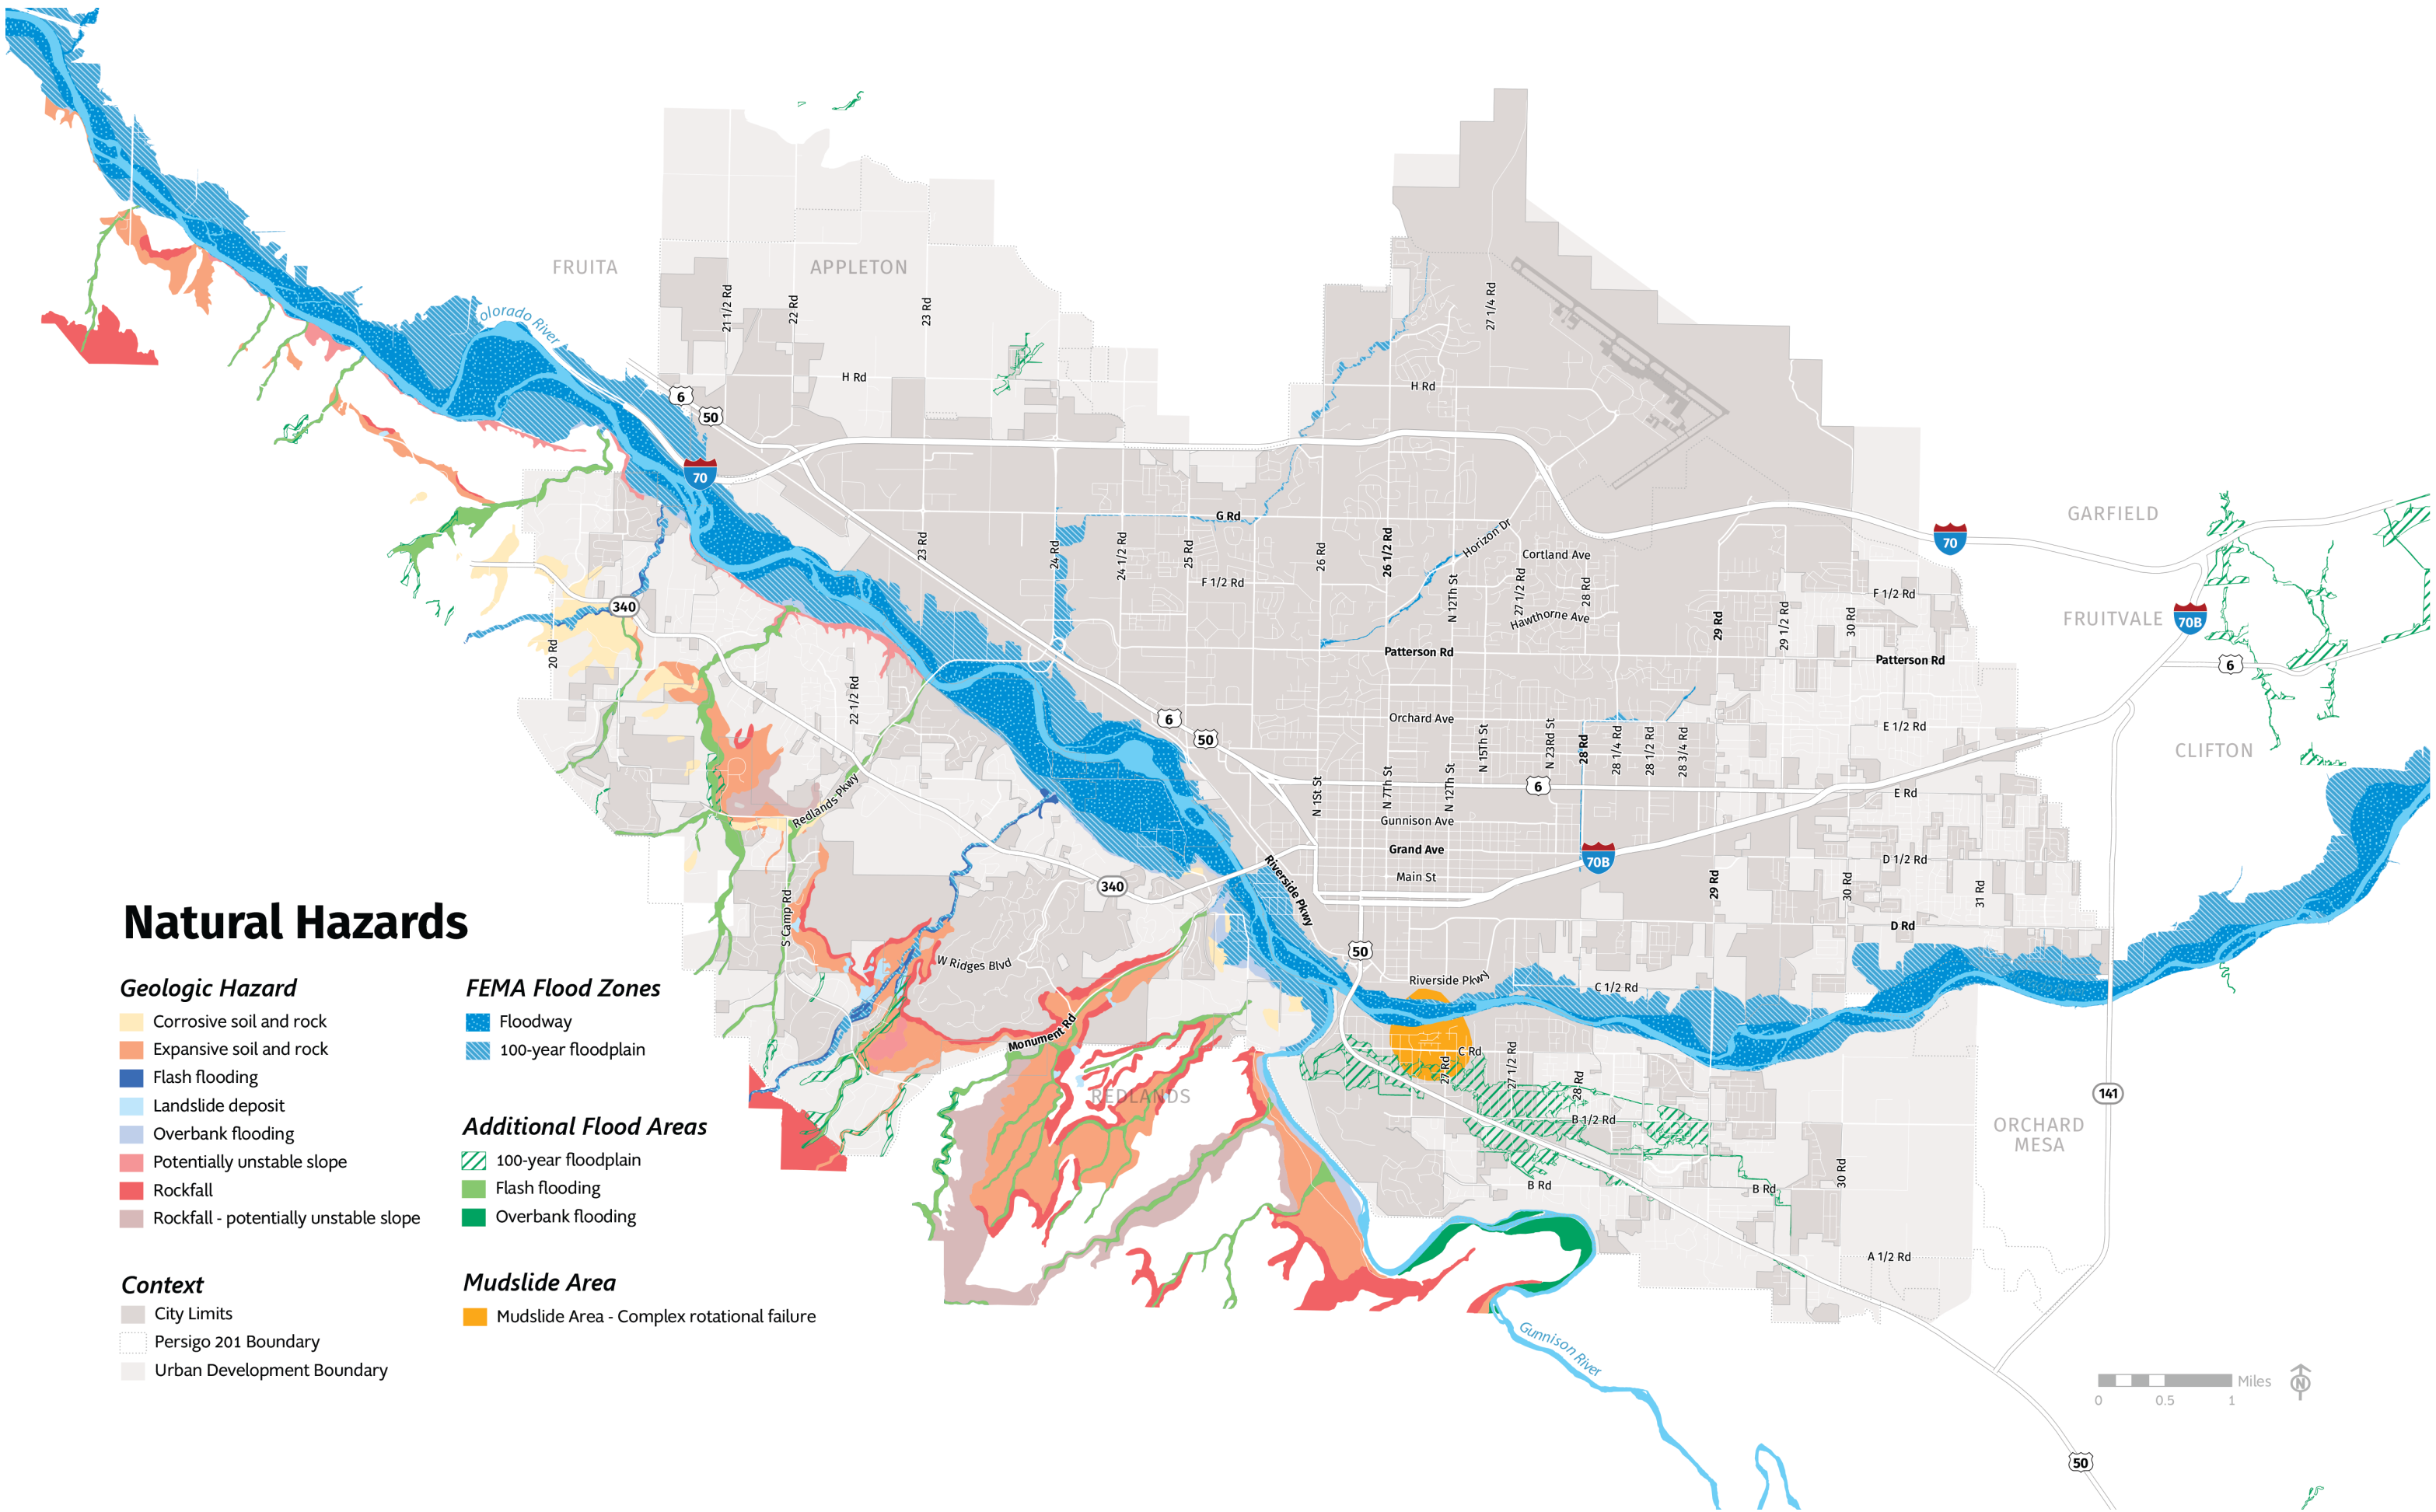 FRUITA
APPLETON
olorado River
21 1/2 Rd
22 Rd
23 Rd
27 1/4 Rd
H Rd
H Rd
6
50
70
G Rd
Horizon Dr
GARFIELD
70
23 Rd
24 Rd
24 1/2 Rd
25 Rd
26 Rd
26 1/2 Rd
Cortland Ave
F 1/2 Rd
N 12Th St
27 1/2 Rd
28 Rd
Hawthorne Ave
29 Rd
29 1/2 Rd
30 Rd
F 1/2 Rd
FRUITVALE
70B
340
20 Rd
Patterson Rd
Patterson Rd
6
22 1/2 Rd
6
50
Orchard Ave
N 15Th St
N 23Rd St
28 Rd
28 1/4 Rd
28 1/2 Rd
28 3/4 Rd
E 1/2 Rd
CLIFTON
Redlands Pkwy
N 1St St
N 7Th St
N 12Th St
6
E Rd
Gunnison Ave
Grand Ave
70B
D 1/2 Rd
Main St
340
Riverside Pkwy
29 Rd
30 Rd
31 Rd
S Camp Rd
D Rd
50
W Ridges Blvd
Riverside Pkwy
C 1/2 Rd
Monument Rd
C Rd
27 Rd
27 1/2 Rd
28 Rd
REDLANDS
141
B 1/2 Rd
ORCHARD
MESA
B Rd
B Rd
30 Rd
A 1/2 Rd
Gunnison River
50
Natural Hazards
Geologic Hazard
Corrosive soil and rock
Expansive soil and rock
Flash flooding
Landslide deposit
Overbank flooding
Potentially unstable slope
Rockfall
Rockfall - potentially unstable slope
Context
City Limits
Persigo 201 Boundary
Urban Development Boundary
FEMA Flood Zones
Floodway
100-year floodplain
Additional Flood Areas
100-year floodplain
Flash flooding
Overbank flooding
Mudslide Area
Mudslide Area - Complex rotational failure
Miles
0 0.5 1
N